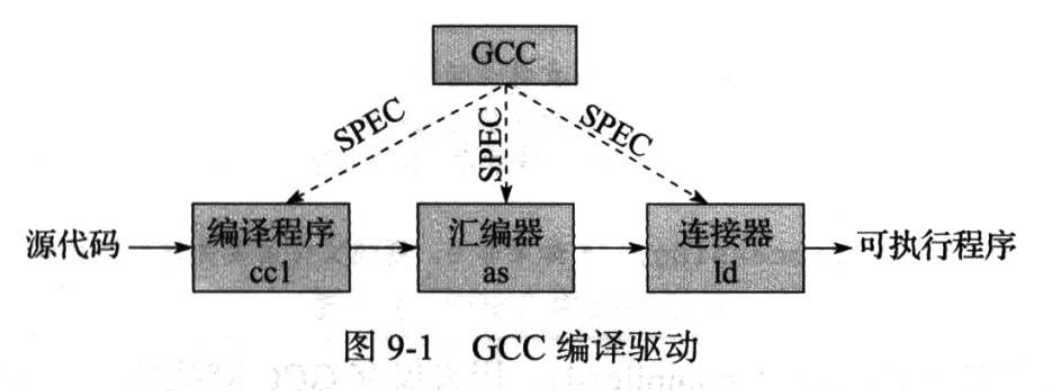 GCC
SPEC
SPEC
SPEC
源代码
编译程序
cc1
汇编器
as
连接器
ld
可执行程序
图 9-1 GCC 编译驱动